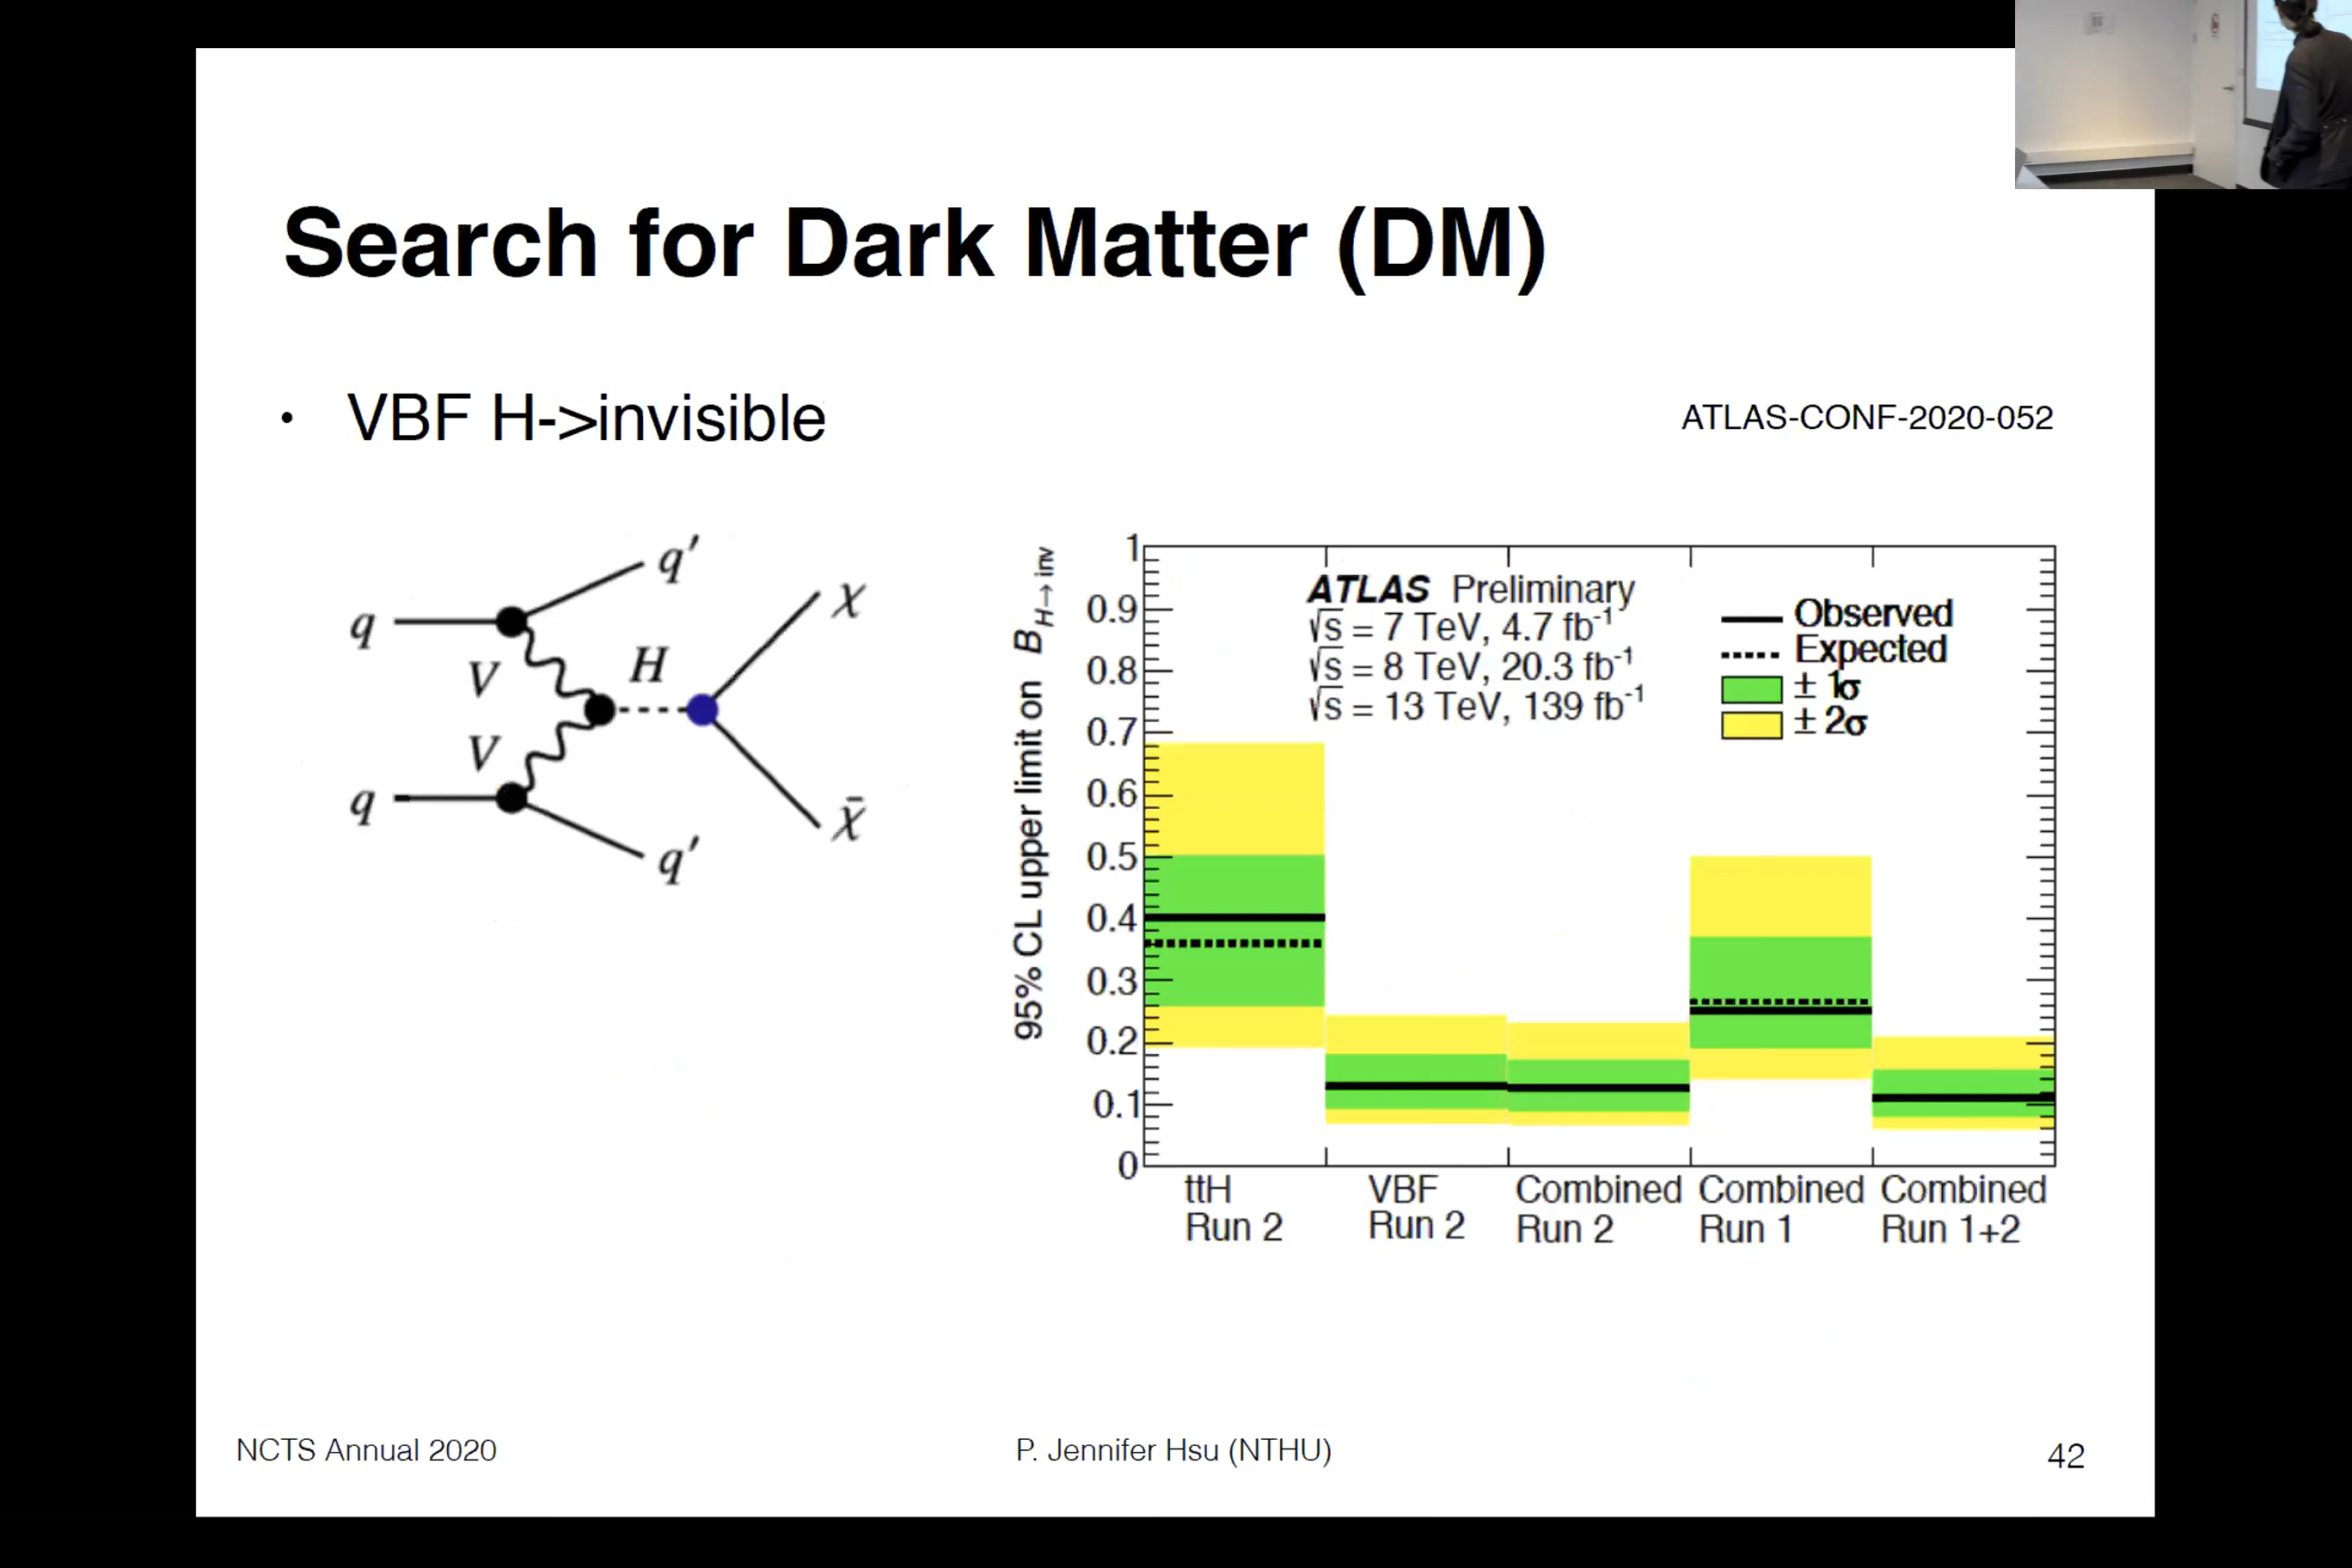 Search for Dark Matter (DM)
• VBF H->invisible
ATLAS-CONF-2020-052
q
q′
V
H
χ
V
q
q′
χ̄
95% CL upper limit on B H→inv
1
0.9
0.8
0.7
0.6
0.5
0.4
0.3
0.2
0.1
0
ATLAS Preliminary
√s = 7 TeV, 4.7 fb⁻¹
√s = 8 TeV, 20.3 fb⁻¹
√s = 13 TeV, 139 fb⁻¹
Observed
Expected
± 1σ
± 2σ
ttH
Run 2
VBF
Run 2
Combined
Run 2
Combined
Run 1
Combined
Run 1+2
NCTS Annual 2020
P. Jennifer Hsu (NTHU)
42